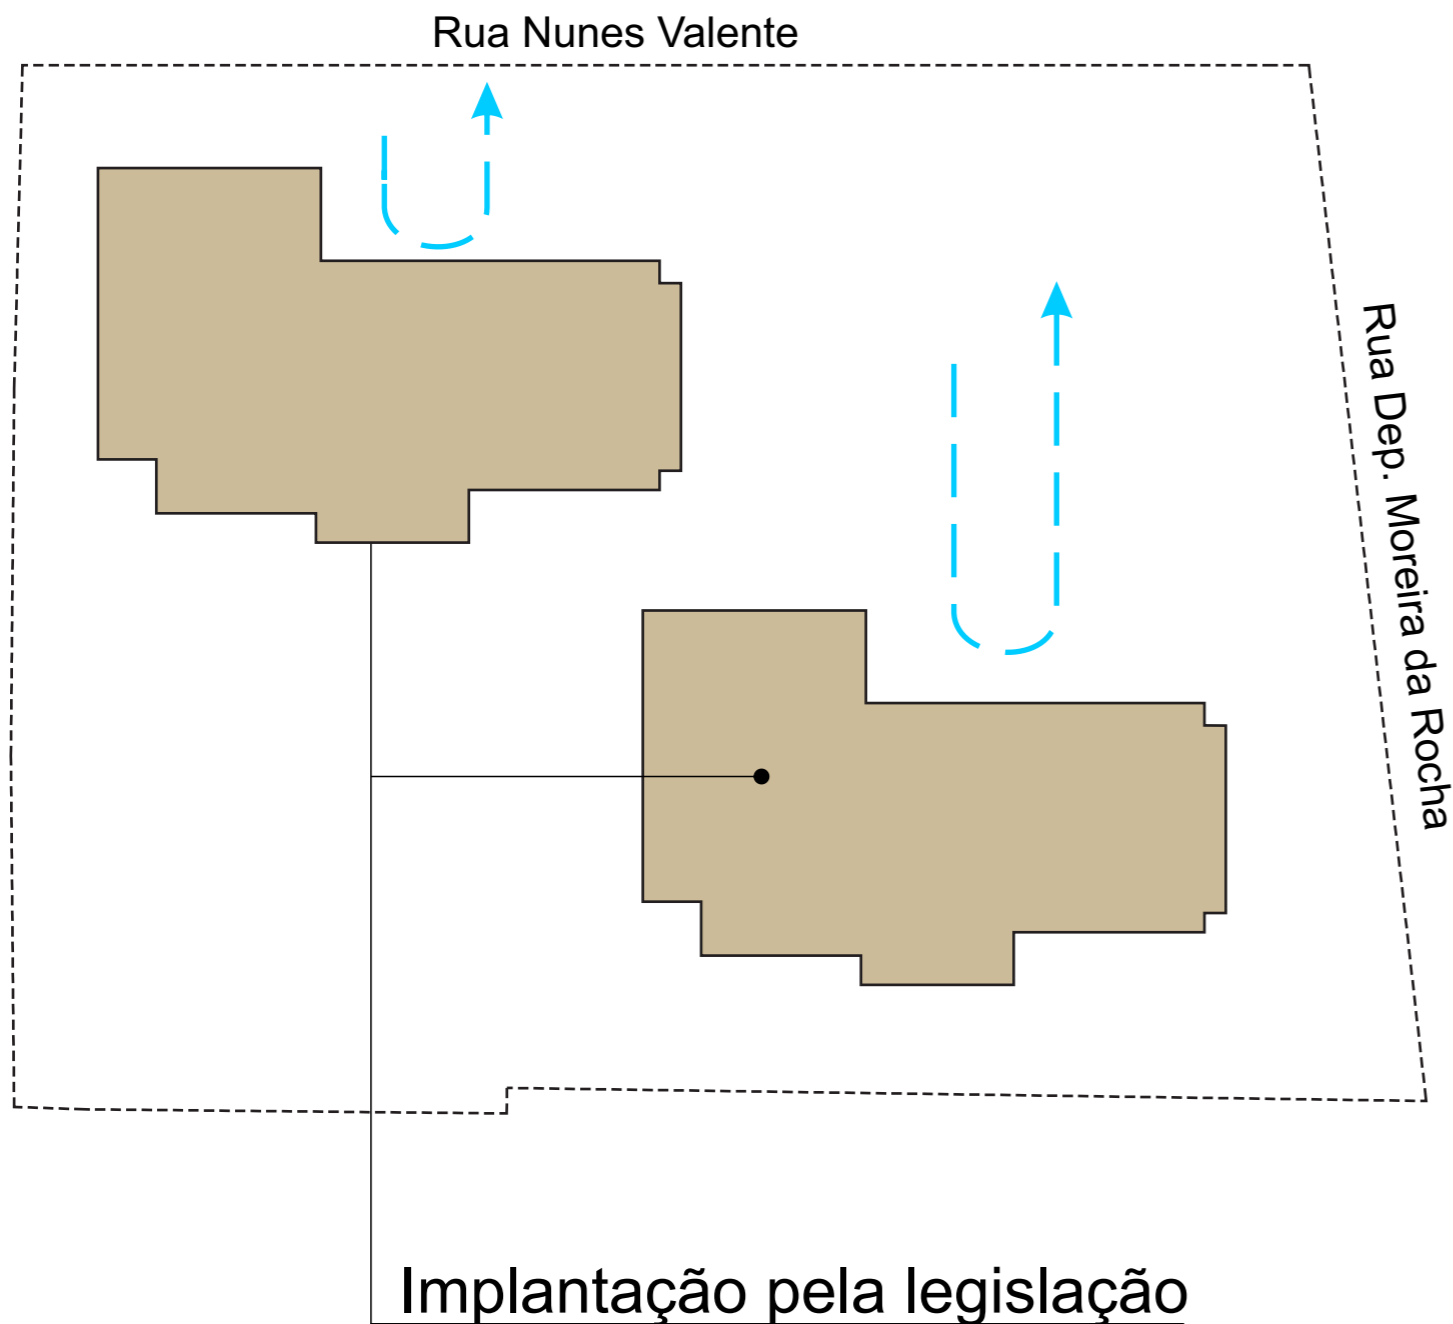 Rua Nunes Valente
Rua Dep. Moreira da Rocha
Implantação pela legislação